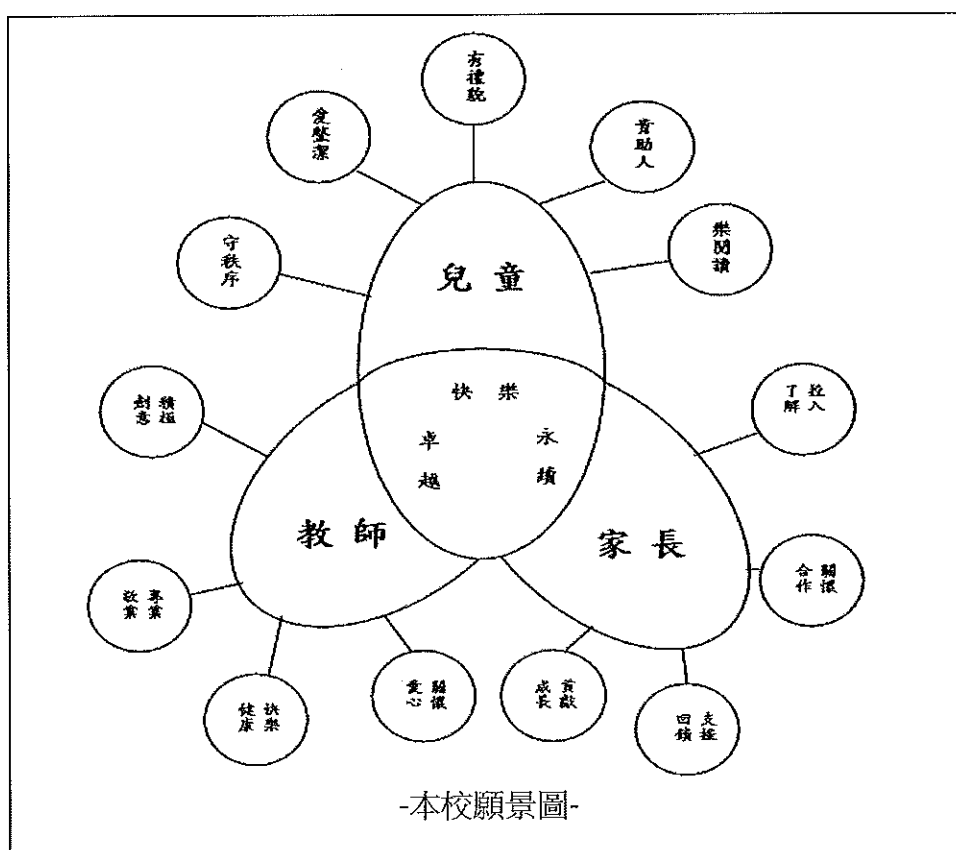 有禮貌
愛整潔
肯助人
守秩序
樂閱讀
兒童
快樂
卓越
永續
教師
家長
積極
創意
專業
敬業
快樂
健康
關懷
愛心
投入
了解
關懷
合作
支援
回饋
貢獻
成長
-本校願景圖-